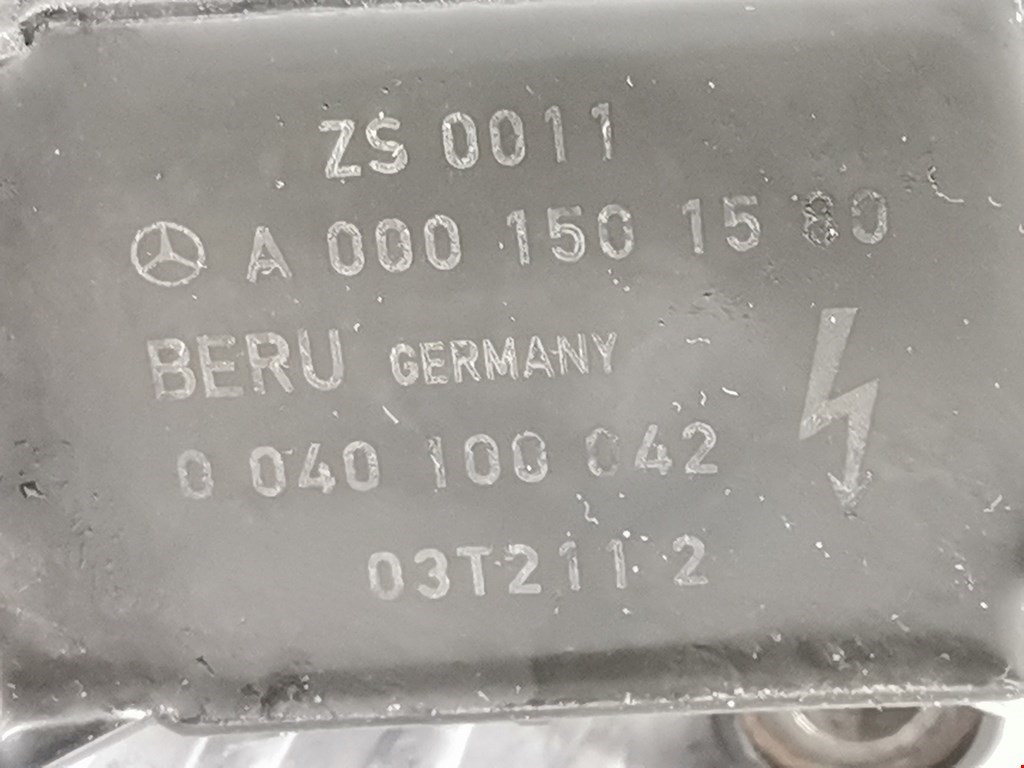 ZS 0011
A 000 150 15 80
BERU GERMANY
0 040 100 042
03T211 2